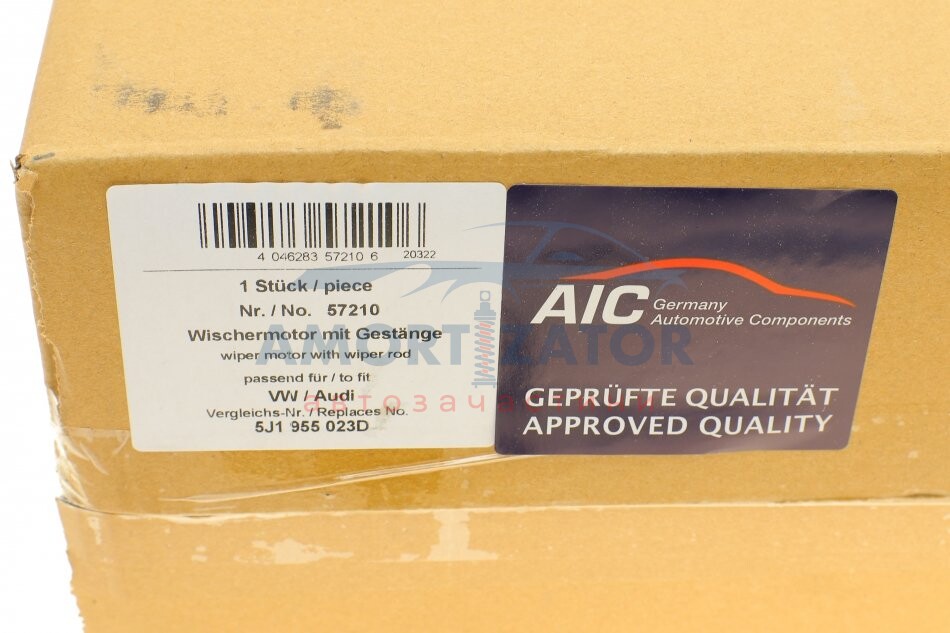 4 046283 57210 6 20322
1 Stück / piece
Nr. / No. 57210
Wischermotor mit Gestänge
wiper motor with wiper rod
passend für / to fit
VW / Audi
Vergleichs-Nr. / Replaces No.
5J1 955 023D
AIC Germany
Automotive Components
GEPRÜFTE QUALITÄT
APPROVED QUALITY
AMORTIZATOR
автозапчастини